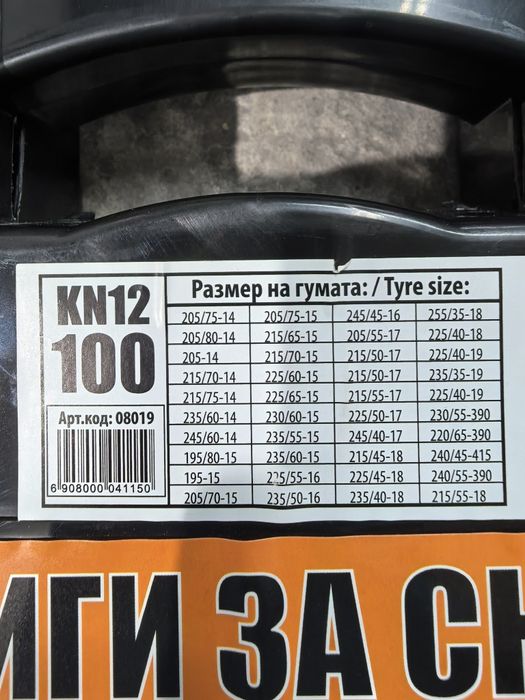 KN12
100
Арт.код: 08019
6 908000 041150
Размер на гумата: / Tyre size:
205/75-14 205/75-15 245/45-16 255/35-18
205/80-14 215/65-15 205/55-17 225/40-18
205-14 215/70-15 215/50-17 225/40-19
215/70-14 225/60-15 215/50-17 235/35-19
215/75-14 225/65-15 215/55-17 225/40-19
235/60-14 230/60-15 225/50-17 230/55-390
245/60-14 235/55-15 245/40-17 220/65-390
195/80-15 235/60-15 215/45-18 240/45-415
195-15 225/55-16 225/45-18 240/55-390
205/70-15 235/50-16 235/40-18 215/55-18
ИГИ ЗА СН